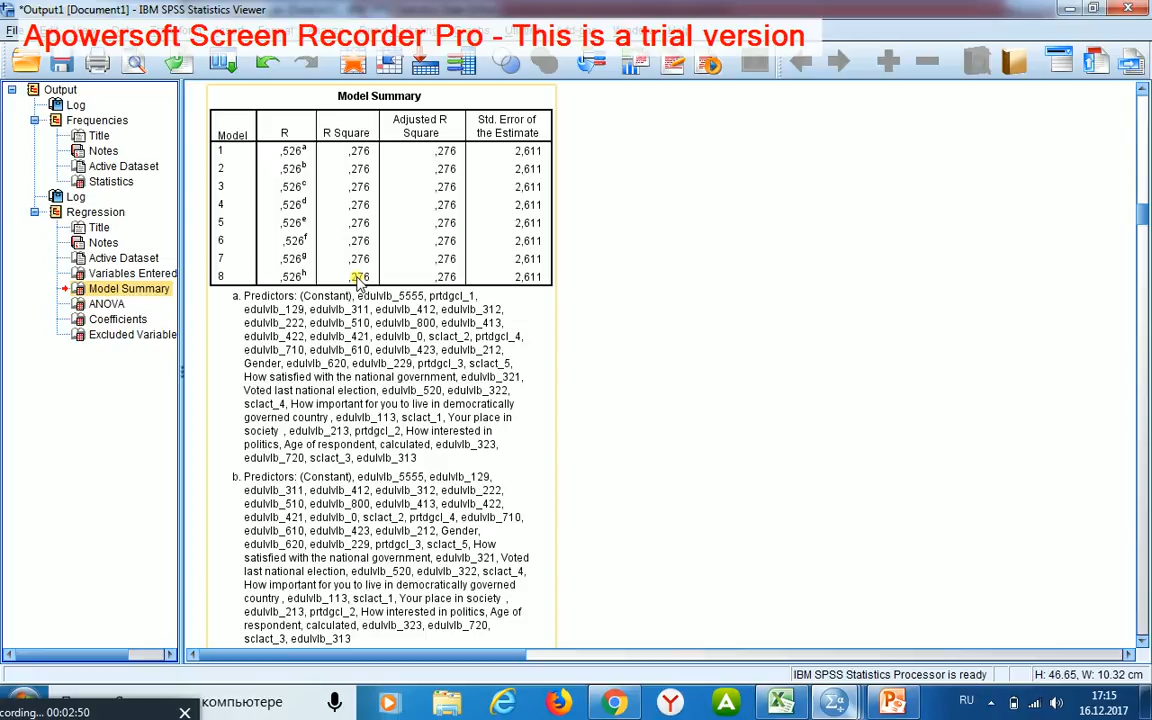 *Output1 [Document1] - IBM SPSS Statistics Viewer
Apowersoft Screen Recorder Pro - This is a trial version
Output
Log
Frequencies
Title
Notes
Active Dataset
Statistics
Log
Regression
Title
Notes
Active Dataset
Variables Entered
Model Summary
ANOVA
Coefficients
Excluded Variable
Model Summary
Model R R Square Adjusted R Square Std. Error of the Estimate
1 ,526a ,276 ,276 2,611
2 ,526b ,276 ,276 2,611
3 ,526c ,276 ,276 2,611
4 ,526d ,276 ,276 2,611
5 ,526e ,276 ,276 2,611
6 ,526f ,276 ,276 2,611
7 ,526g ,276 ,276 2,611
8 ,526h ,276 ,276 2,611
a. Predictors: (Constant), edulvlb_5555, prtdgcl_1,
edulvlb_129, edulvlb_311, edulvlb_412, edulvlb_312,
edulvlb_222, edulvlb_510, edulvlb_800, edulvlb_413,
edulvlb_422, edulvlb_421, edulvlb_0, sclact_2, prtdgcl_4,
edulvlb_710, edulvlb_610, edulvlb_423, edulvlb_212,
Gender, edulvlb_620, edulvlb_229, prtdgcl_3, sclact_5,
How satisfied with the national government, edulvlb_321,
Voted last national election, edulvlb_520, edulvlb_322,
sclact_4, How important for you to live in democratically
governed country , edulvlb_113, sclact_1, Your place in
society , edulvlb_213, prtdgcl_2, How interested in
politics, Age of respondent, calculated, edulvlb_323,
edulvlb_720, sclact_3, edulvlb_313
b. Predictors: (Constant), edulvlb_5555, edulvlb_129,
edulvlb_311, edulvlb_412, edulvlb_312, edulvlb_222,
edulvlb_510, edulvlb_800, edulvlb_413, edulvlb_422,
edulvlb_421, edulvlb_0, sclact_2, prtdgcl_4, edulvlb_710,
edulvlb_610, edulvlb_423, edulvlb_212, Gender,
edulvlb_620, edulvlb_229, prtdgcl_3, sclact_5, How
satisfied with the national government, edulvlb_321, Voted
last national election, edulvlb_520, edulvlb_322, sclact_4,
How important for you to live in democratically governed
country , edulvlb_113, sclact_1, Your place in society ,
edulvlb_213, prtdgcl_2, How interested in politics, Age of
respondent, calculated, edulvlb_323, edulvlb_720,
sclact_3, edulvlb_313
IBM SPSS Statistics Processor is ready H: 46.65, W: 10.32 cm
компьютере
RU
17:15
16.12.2017
cording. 00:02:50